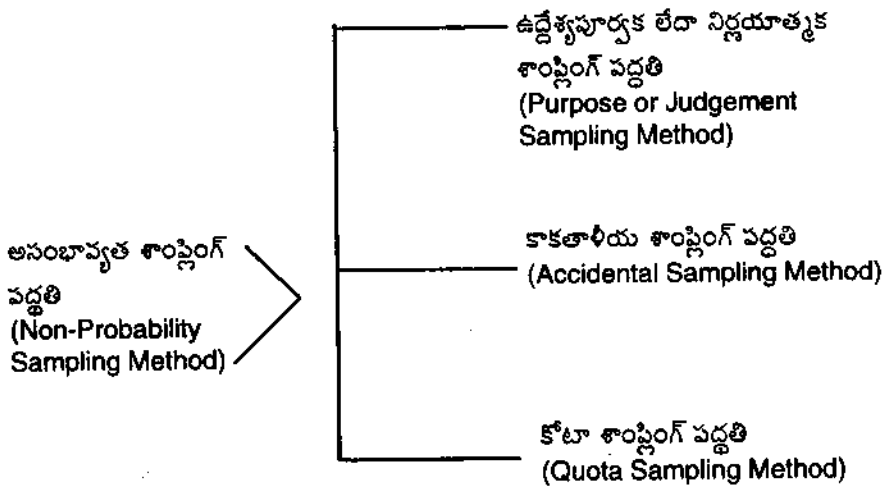 ఉద్దేశ్యపూర్వక లేదా నిర్ణయాత్మక
శాంప్లింగ్ పద్ధతి
(Purpose or Judgement
Sampling Method)
కాకతాళీయ శాంప్లింగ్ పద్ధతి
(Accidental Sampling Method)
అసంభావ్యత శాంప్లింగ్
పద్ధతి
(Non-Probability
Sampling Method)
కోటా శాంప్లింగ్ పద్ధతి
(Quota Sampling Method)